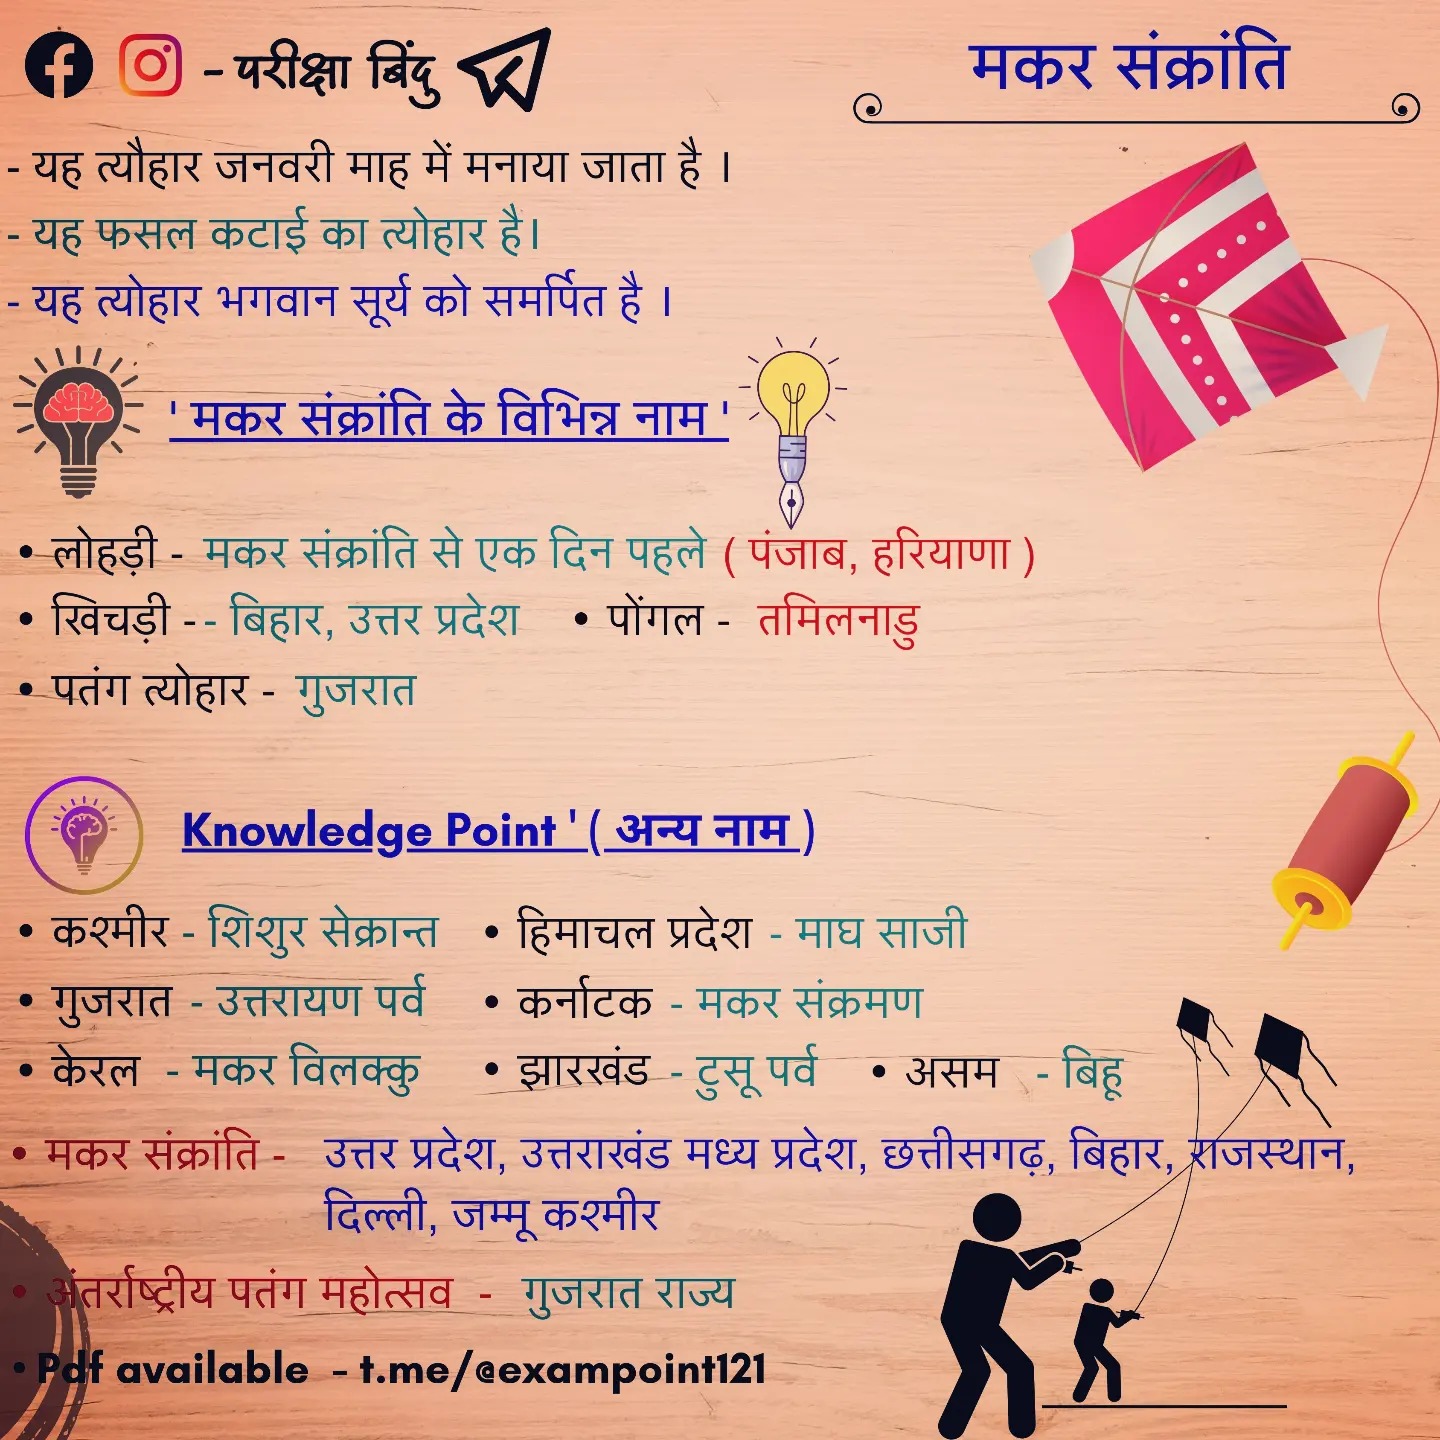 - परीक्षा बिंदु
मकर संक्रांति
- यह त्यौहार जनवरी माह में मनाया जाता है ।
- यह फसल कटाई का त्योहार है।
- यह त्योहार भगवान सूर्य को समर्पित है ।
' मकर संक्रांति के विभिन्न नाम '
• लोहड़ी - मकर संक्रांति से एक दिन पहले ( पंजाब, हरियाणा )
• खिचड़ी -- बिहार, उत्तर प्रदेश • पोंगल - तमिलनाडु
• पतंग त्योहार - गुजरात
Knowledge Point ' ( अन्य नाम )
• कश्मीर - शिशुर सेक्रान्त • हिमाचल प्रदेश - माघ साजी
• गुजरात - उत्तरायण पर्व • कर्नाटक - मकर संक्रमण
• केरल - मकर विलक्कु • झारखंड - टुसू पर्व • असम - बिहू
• मकर संक्रांति - उत्तर प्रदेश, उत्तराखंड मध्य प्रदेश, छत्तीसगढ़, बिहार, राजस्थान,
दिल्ली, जम्मू कश्मीर
• अंतर्राष्ट्रीय पतंग महोत्सव - गुजरात राज्य
• Pdf available - t.me/@exampoint121